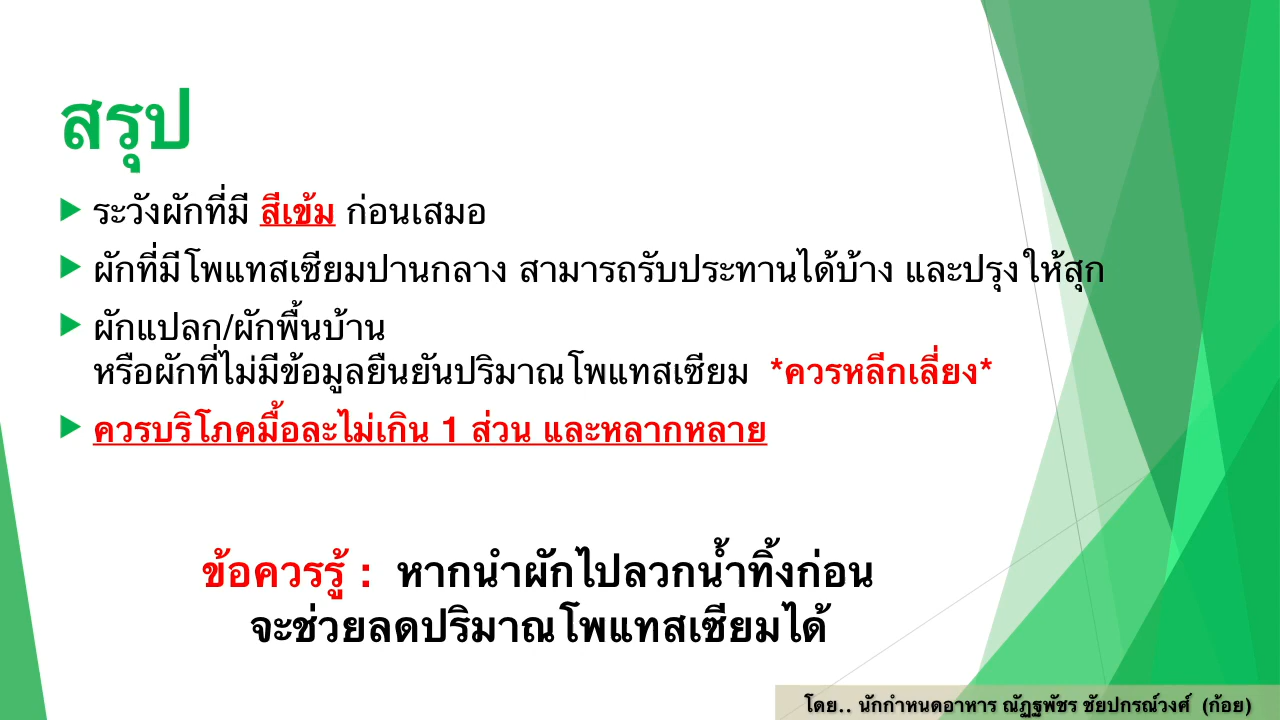 สรุป
ระวังผักที่มี สีเข้ม ก่อนเสมอ
ผักที่มีโพแทสเซียมปานกลาง สามารถรับประทานได้บ้าง และปรุงให้สุก
ผักแปลก/ผักพื้นบ้าน
หรือผักที่ไม่มีข้อมูลยืนยันปริมาณโพแทสเซียม *ควรหลีกเลี่ยง*
ควรบริโภคมื้อละไม่เกิน 1 ส่วน และหลากหลาย
ข้อควรรู้ : หากนำผักไปลวกน้ำทิ้งก่อน
จะช่วยลดปริมาณโพแทสเซียมได้
โดย.. นักกำหนดอาหาร ณัฏฐพัชร ชัยปกรณ์วงศ์ (ก้อย)